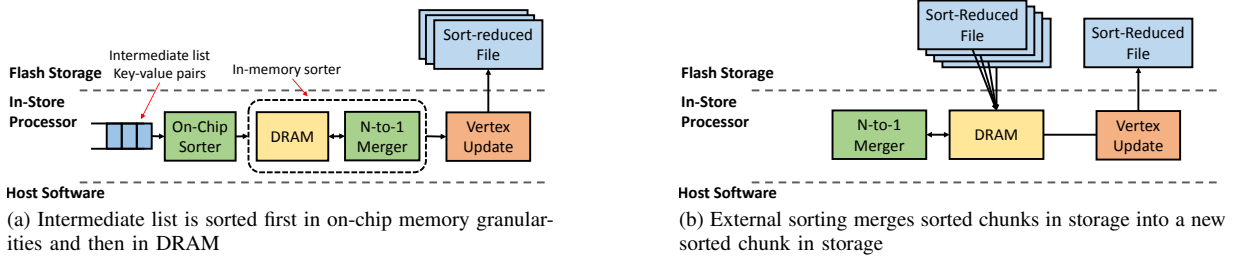 Intermediate list
Key-value pairs
In-memory sorter
Sort-reduced
File
Flash Storage
In-Store
Processor
On-Chip
Sorter
DRAM
N-to-1
Merger
Vertex
Update
Host Software
(a) Intermediate list is sorted first in on-chip memory granular-
ities and then in DRAM
Sort-Reduced
File
Sort-Reduced
File
Flash Storage
In-Store
Processor
N-to-1
Merger
DRAM
Vertex
Update
Host Software
(b) External sorting merges sorted chunks in storage into a new
sorted chunk in storage